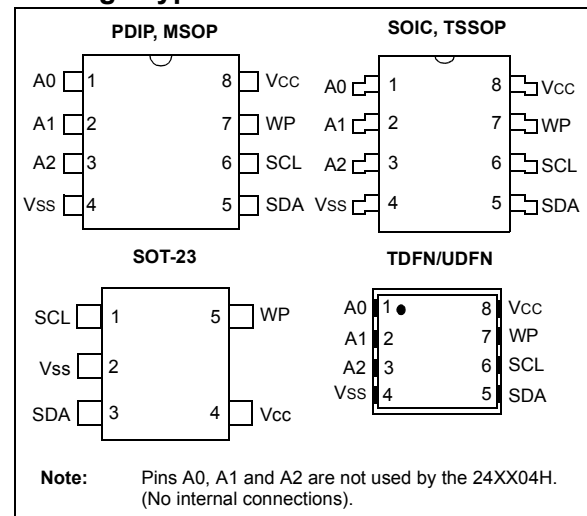 PDIP, MSOP
A0 1 8 VCC
A1 2 7 WP
A2 3 6 SCL
VSS 4 5 SDA
SOIC, TSSOP
A0 1 8 VCC
A1 2 7 WP
A2 3 6 SCL
VSS 4 5 SDA
SOT-23
SCL 1 5 WP
Vss 2
SDA 3 4 Vcc
TDFN/UDFN
A0 1 8 VCC
A1 2 7 WP
A2 3 6 SCL
VSS 4 5 SDA
Note: Pins A0, A1 and A2 are not used by the 24XX04H.
(No internal connections).